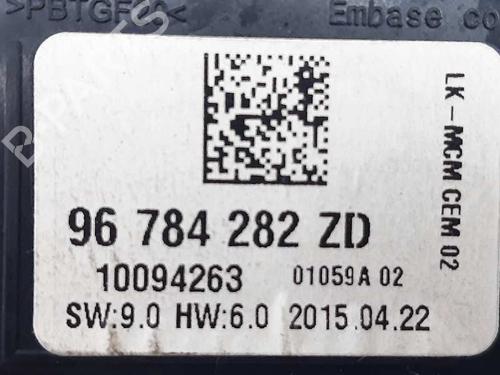 >PBTGF
Embase co
LK-MCM CEM 02
96 784 282 ZD
10094263 01059A 02
SW:9.0 HW:6.0 2015.04.22
B-PARTS